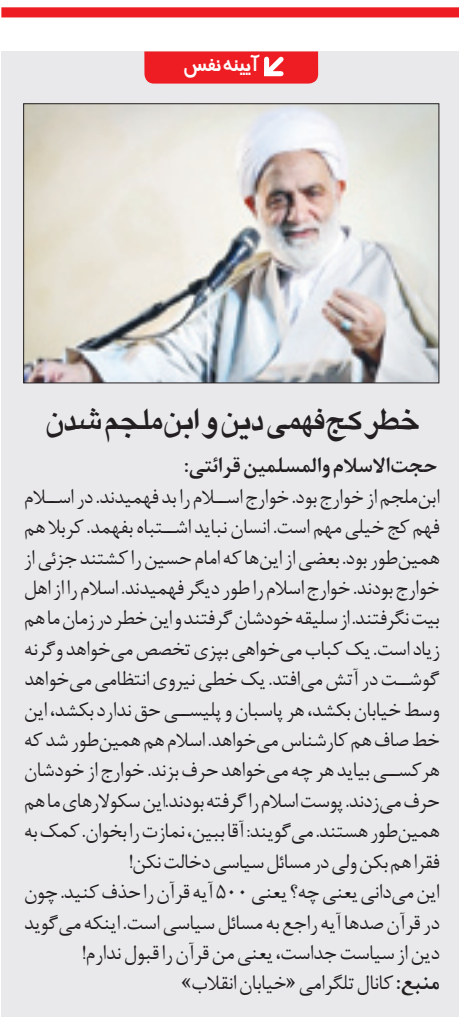 آیینه نفس
خطر کج‌فهمی دین و ابن‌ملجم شدن
حجت‌الاسلام والمسلمین قرائتی:
ابن‌ملجم از خوارج بود. خوارج اسلام را بد فهمیدند. در اسلام
فهم کج خیلی مهم است. انسان نباید اشتباه بفهمد. کربلا هم
همین‌طور بود. بعضی از این‌ها که امام حسین را کشتند جزئی از
خوارج بودند. خوارج اسلام را طور دیگر فهمیدند. اسلام را از اهل
بیت نگرفتند. از سلیقه خودشان گرفتند و این خطر در زمان ما هم
زیاد است. یک کباب می‌خواهی بپزی تخصص می‌خواهد وگرنه
گوشت در آتش می‌افتد. یک خطی نیروی انتظامی می‌خواهد
وسط خیابان بکشد، هر پاسبان و پلیسی حق ندارد بکشد، این
خط صاف هم کارشناس می‌خواهد. اسلام هم همین‌طور شد که
هرکسی بیاید هر چه می‌خواهد حرف بزند. خوارج از خودشان
حرف می‌زدند. پوست اسلام را گرفته بودند.این سکولارهای ما هم
همین‌طور هستند. می‌گویند: آقا ببین، نمازت را بخوان. کمک به
فقرا هم بکن ولی در مسائل سیاسی دخالت نکن!
این می‌دانی یعنی چه؟ یعنی ۵۰۰ آیه قرآن را حذف کنید. چون
در قرآن صدها آیه راجع به مسائل سیاسی است. اینکه می‌گوید
دین از سیاست جداست، یعنی من قرآن را قبول ندارم!
منبع: کانال تلگرامی «خیابان انقلاب»